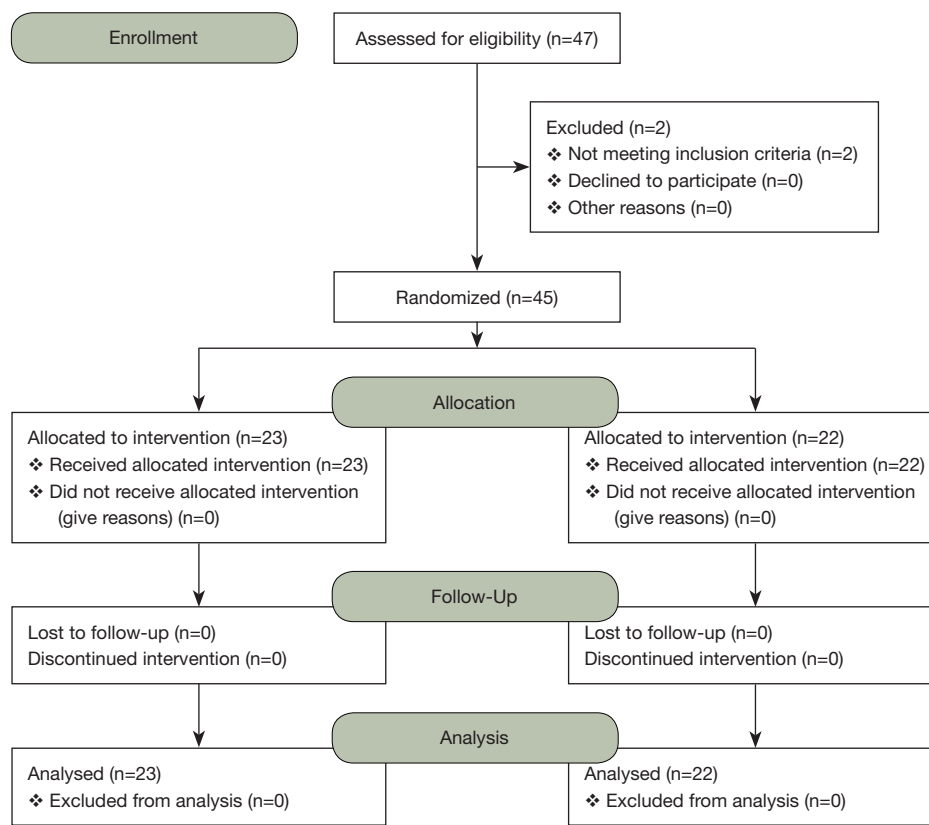 Enrollment
Assessed for eligibility (n=47)
Excluded (n=2)
❖ Not meeting inclusion criteria (n=2)
❖ Declined to participate (n=0)
❖ Other reasons (n=0)
Randomized (n=45)
Allocation
Allocated to intervention (n=23)
❖ Received allocated intervention (n=23)
❖ Did not receive allocated intervention
(give reasons) (n=0)
Allocated to intervention (n=22)
❖ Received allocated intervention (n=22)
❖ Did not receive allocated intervention
(give reasons) (n=0)
Follow-Up
Lost to follow-up (n=0)
Discontinued intervention (n=0)
Lost to follow-up (n=0)
Discontinued intervention (n=0)
Analysis
Analysed (n=23)
❖ Excluded from analysis (n=0)
Analysed (n=22)
❖ Excluded from analysis (n=0)